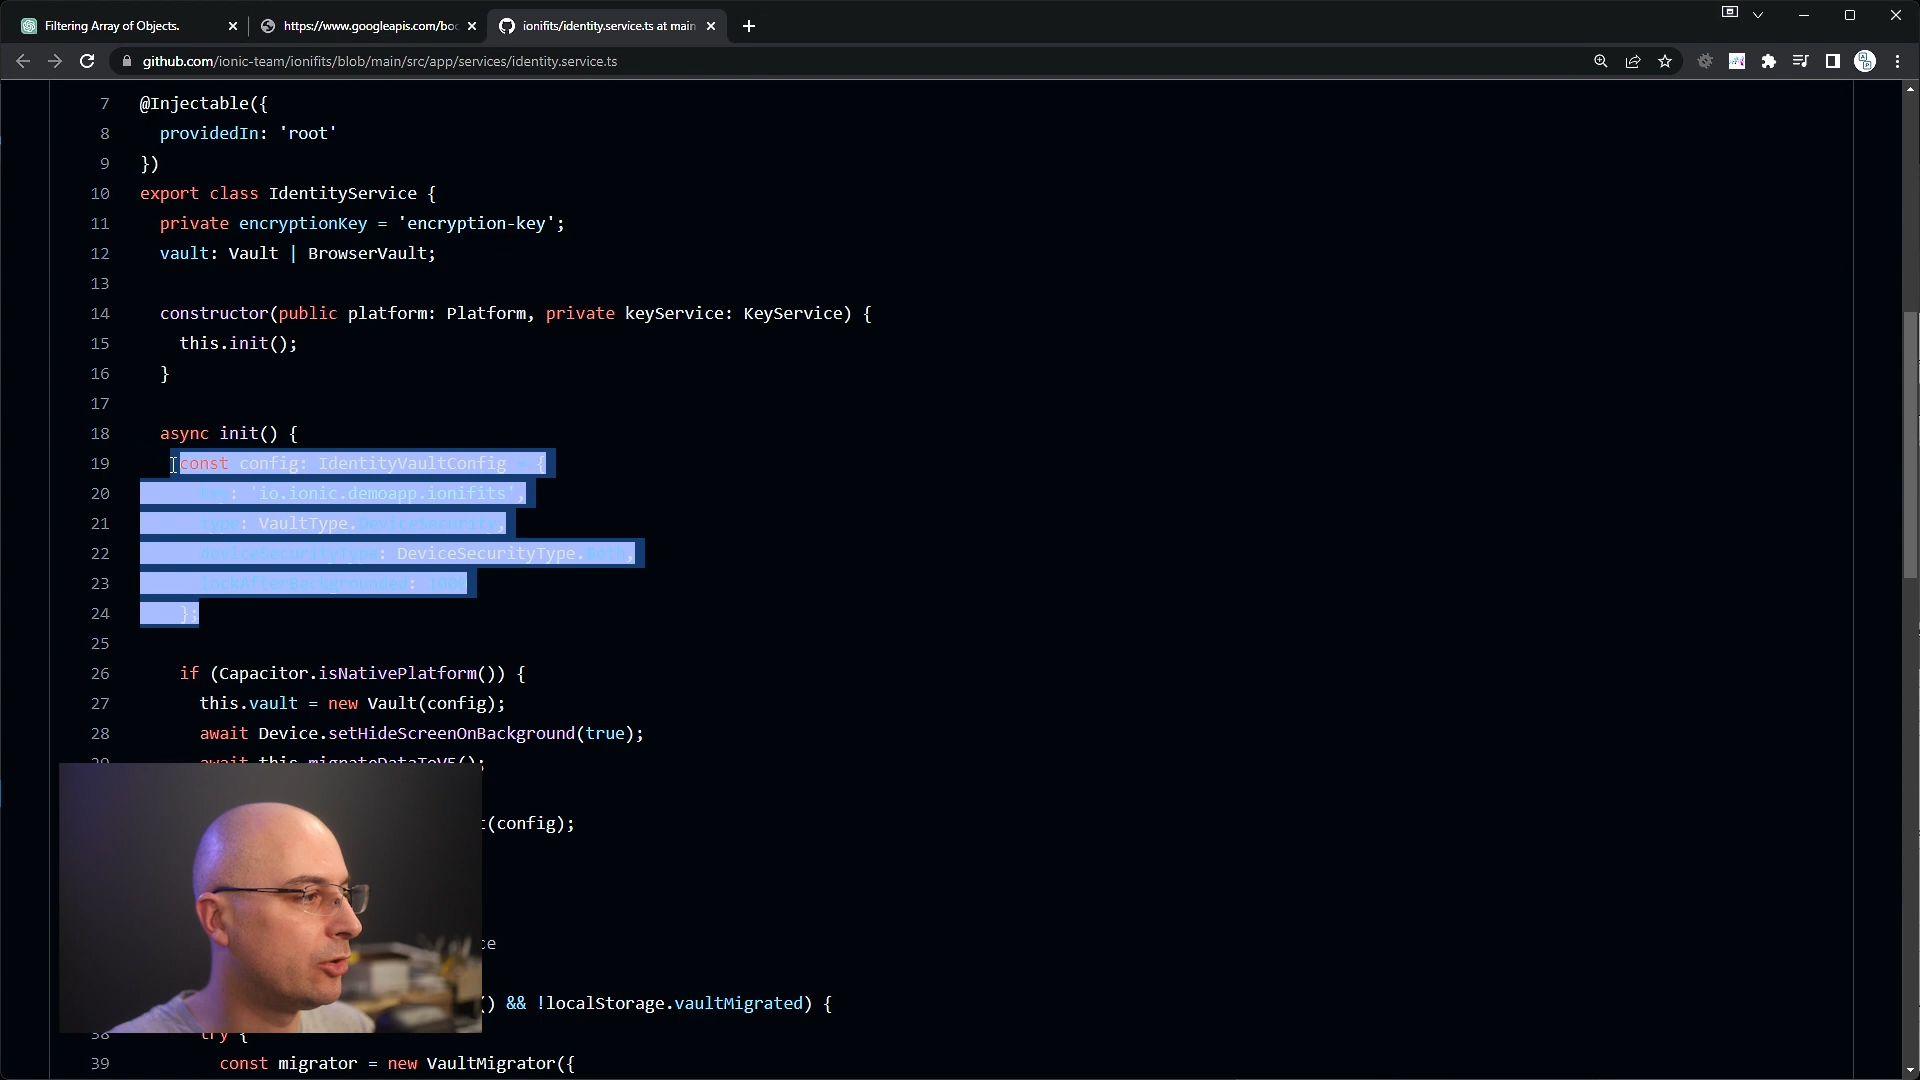 Filtering Array of Objects.
https://www.googleapis.com/boo
ionifits/identity.service.ts at main
github.com/ionic-team/ionifits/blob/main/src/app/services/identity.service.ts
7 @Injectable({
8 providedIn: 'root'
9 })
10 export class IdentityService {
11 private encryptionKey = 'encryption-key';
12 vault: Vault | BrowserVault;
13
14 constructor(public platform: Platform, private keyService: KeyService) {
15 this.init();
16 }
17
18 async init() {
19 const config: IdentityVaultConfig = {
20 key: 'io.ionic.demoapp.ionifits',
21 type: VaultType.DeviceSecurity,
22 deviceSecurityType: DeviceSecurityType.Both,
23 lockAfterBackgrounded: 1000
24 };
25
26 if (Capacitor.isNativePlatform()) {
27 this.vault = new Vault(config);
28 await Device.setHideScreenOnBackground(true);
29 await this.migrateDataToV5();
t(config);
ce
() && !localStorage.vaultMigrated) {
38 try {
39 const migrator = new VaultMigrator({